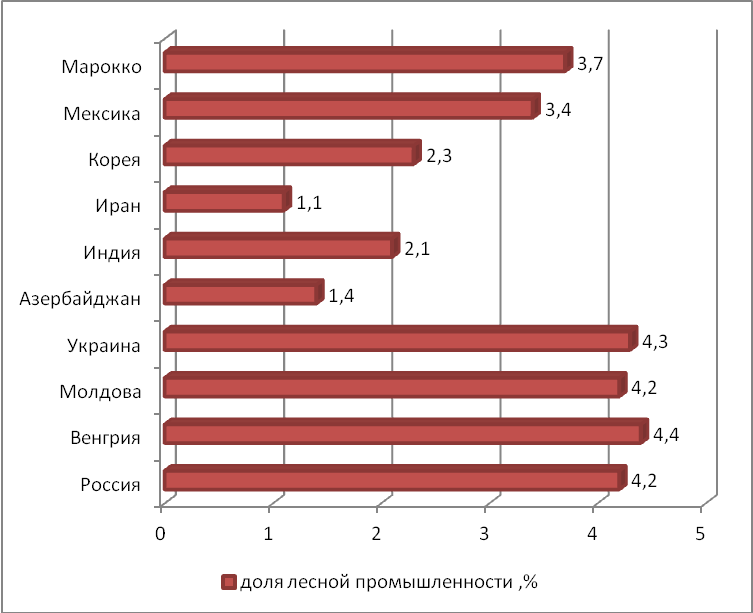 Марокко 3,7
Мексика 3,4
Корея 2,3
Иран 1,1
Индия 2,1
Азербайджан 1,4
Украина 4,3
Молдова 4,2
Венгрия 4,4
Россия 4,2
0 1 2 3 4 5
доля лесной промышленности ,%